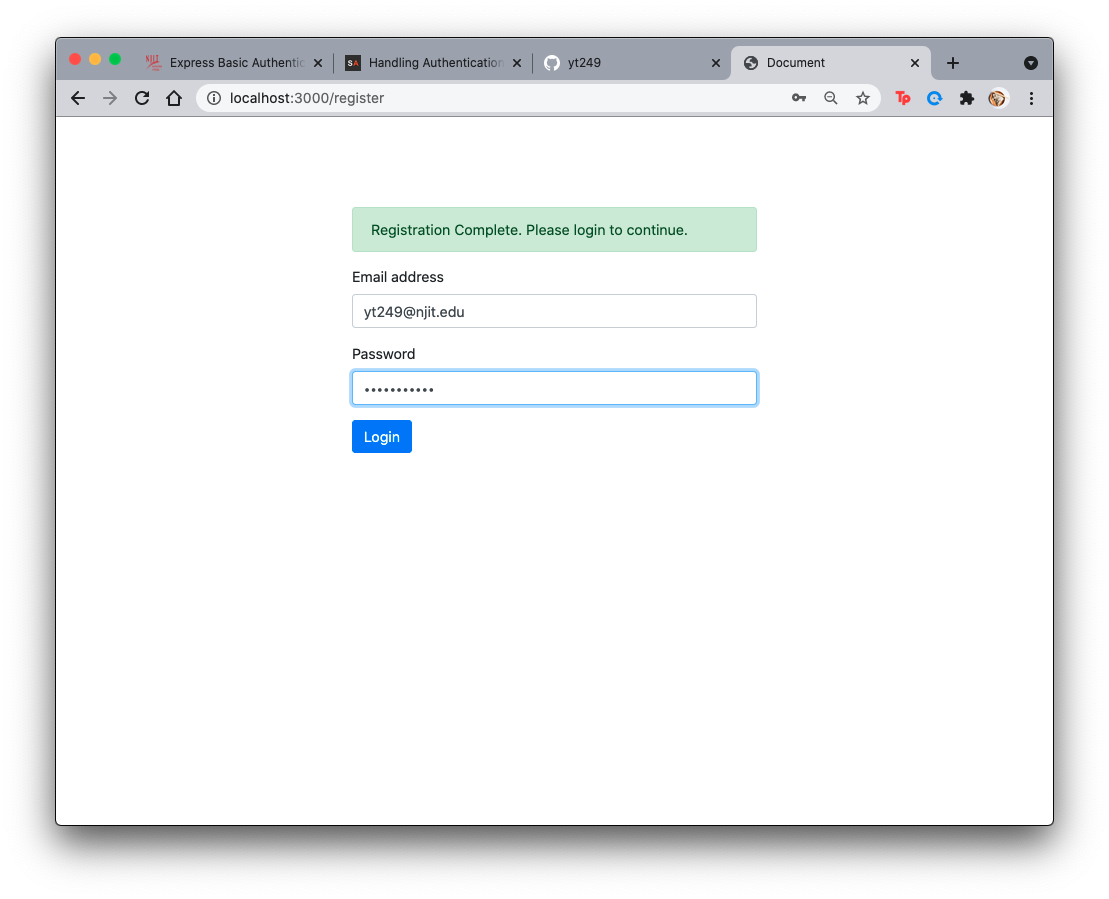 Express Basic Authentic
Handling Authentication
yt249
Document
localhost:3000/register
Registration Complete. Please login to continue.
Email address
yt249@njit.edu
Password
•••••••••••
Login